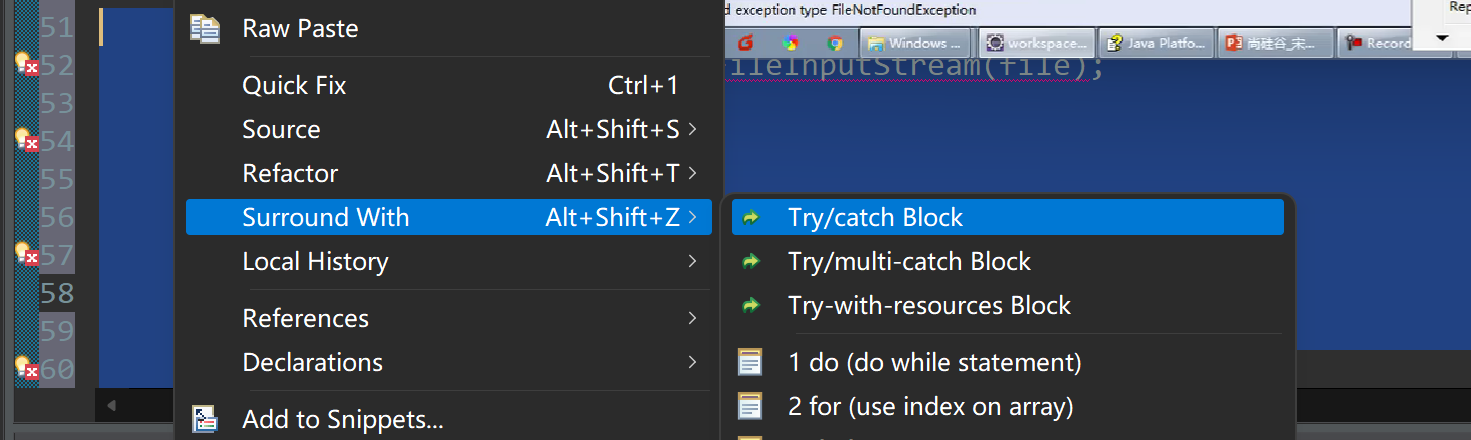 d exception type FileNotFoundException
Rep
Windows ...
workspace...
Java Platfo...
尚硅谷_宋...
Record
ileInputStream(file);
51
52
53
54
55
56
57
58
59
60
Raw Paste
Quick Fix Ctrl+1
Source Alt+Shift+S
Refactor Alt+Shift+T
Surround With Alt+Shift+Z
Local History
References
Declarations
Add to Snippets...
Try/catch Block
Try/multi-catch Block
Try-with-resources Block
1 do (do while statement)
2 for (use index on array)